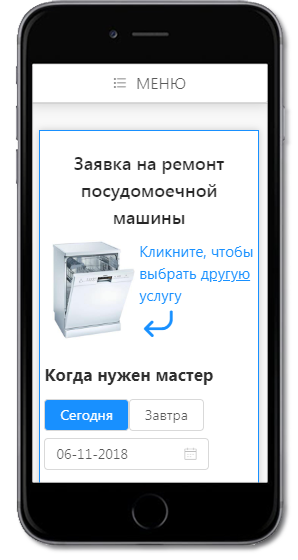 МЕНЮ
Заявка на ремонт
посудомоечной
машины
Кликните, чтобы
выбрать другую
услугу
Когда нужен мастер
Сегодня
Завтра
06-11-2018